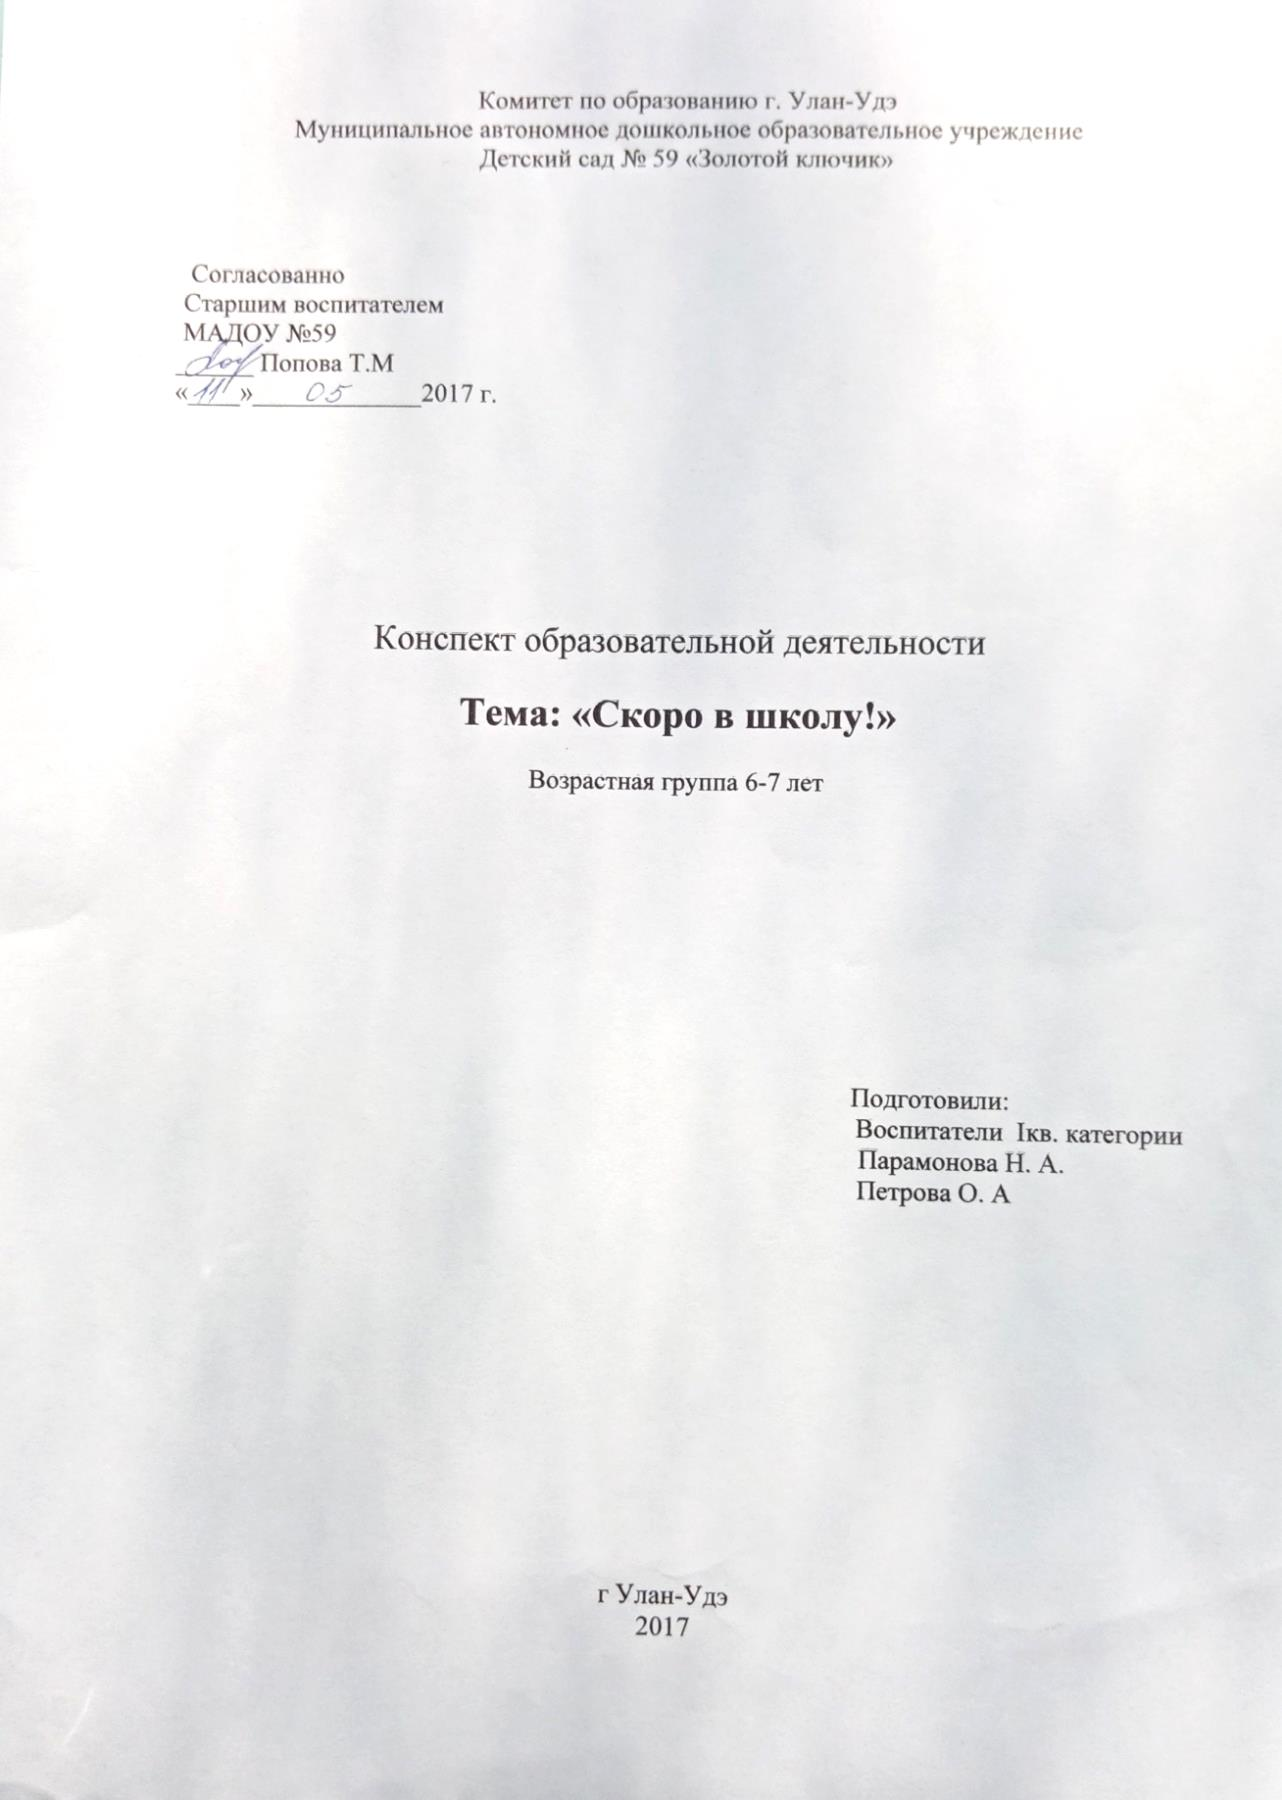 Комитет по образованию г. Улан-Удэ
Муниципальное автономное дошкольное образовательное учреждение
Детский сад № 59 «Золотой ключик»
Согласованно
Старшим воспитателем
МАДОУ №59
Попова Т.М
«11» 05 2017 г.
Конспект образовательной деятельности
Тема: «Скоро в школу!»
Возрастная группа 6-7 лет
Подготовили:
Воспитатели Iкв. категории
Парамонова Н. А.
Петрова О. А
г Улан-Удэ
2017